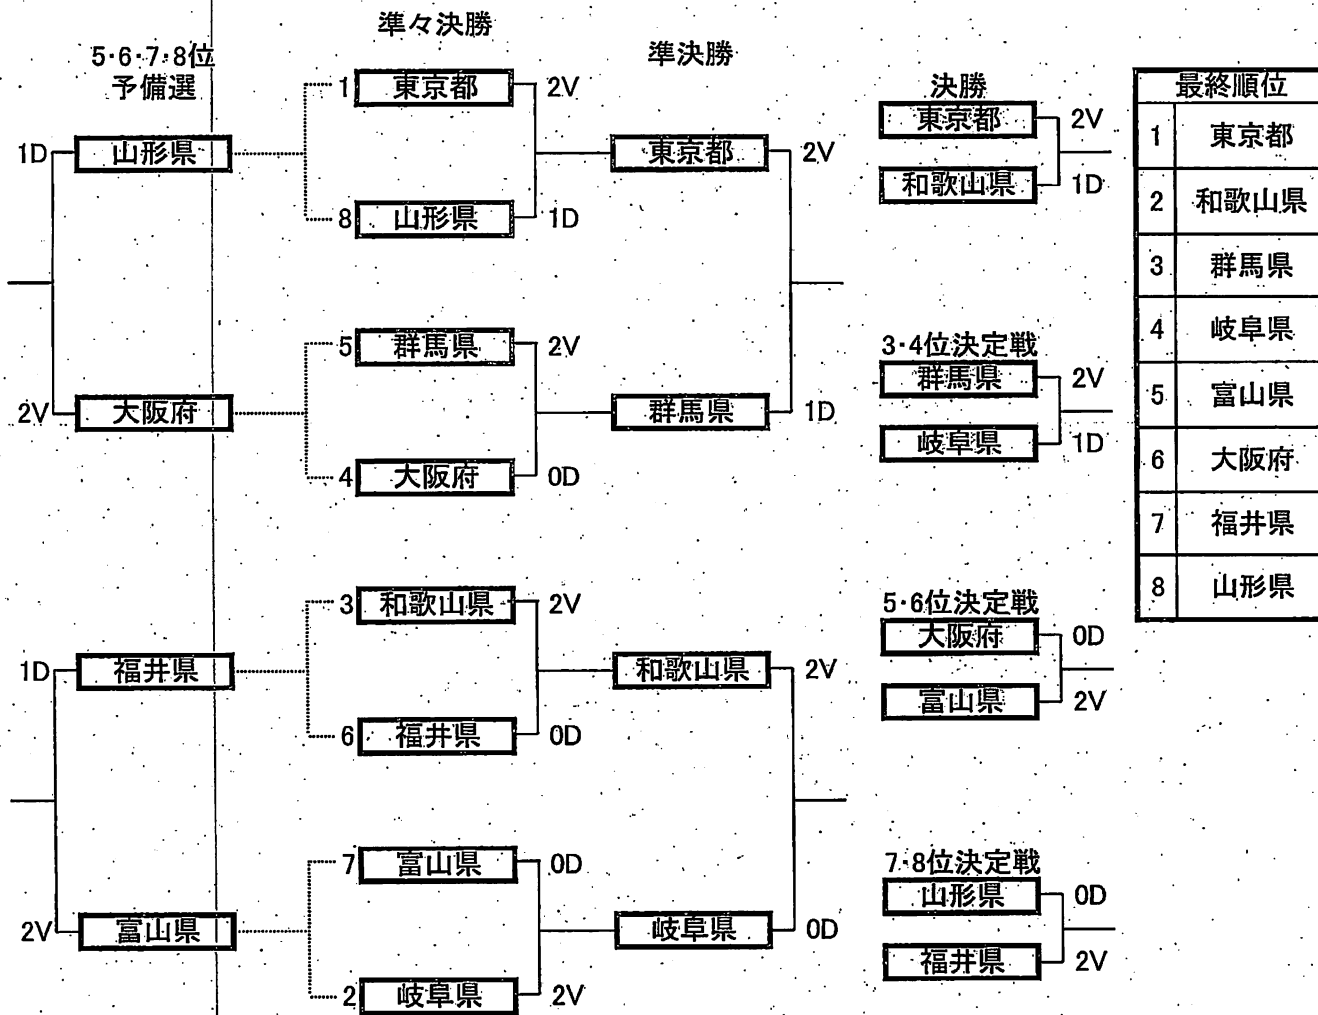 5・6・7・8位
予備選
1D 山形県
2V 大阪府
1D 福井県
2V 富山県
準々決勝
1 東京都 2V
8 山形県 1D
5 群馬県 2V
4 大阪府 0D
3 和歌山県 2V
6 福井県 0D
7 富山県 0D
2 岐阜県 2V
準決勝
東京都 2V
群馬県 1D
和歌山県 2V
岐阜県 0D
決勝
東京都 2V
和歌山県 1D
3・4位決定戦
群馬県 2V
岐阜県 1D
5・6位決定戦
大阪府 0D
富山県 2V
7・8位決定戦
山形県 0D
福井県 2V
最終順位
1 東京都
2 和歌山県
3 群馬県
4 岐阜県
5 富山県
6 大阪府
7 福井県
8 山形県